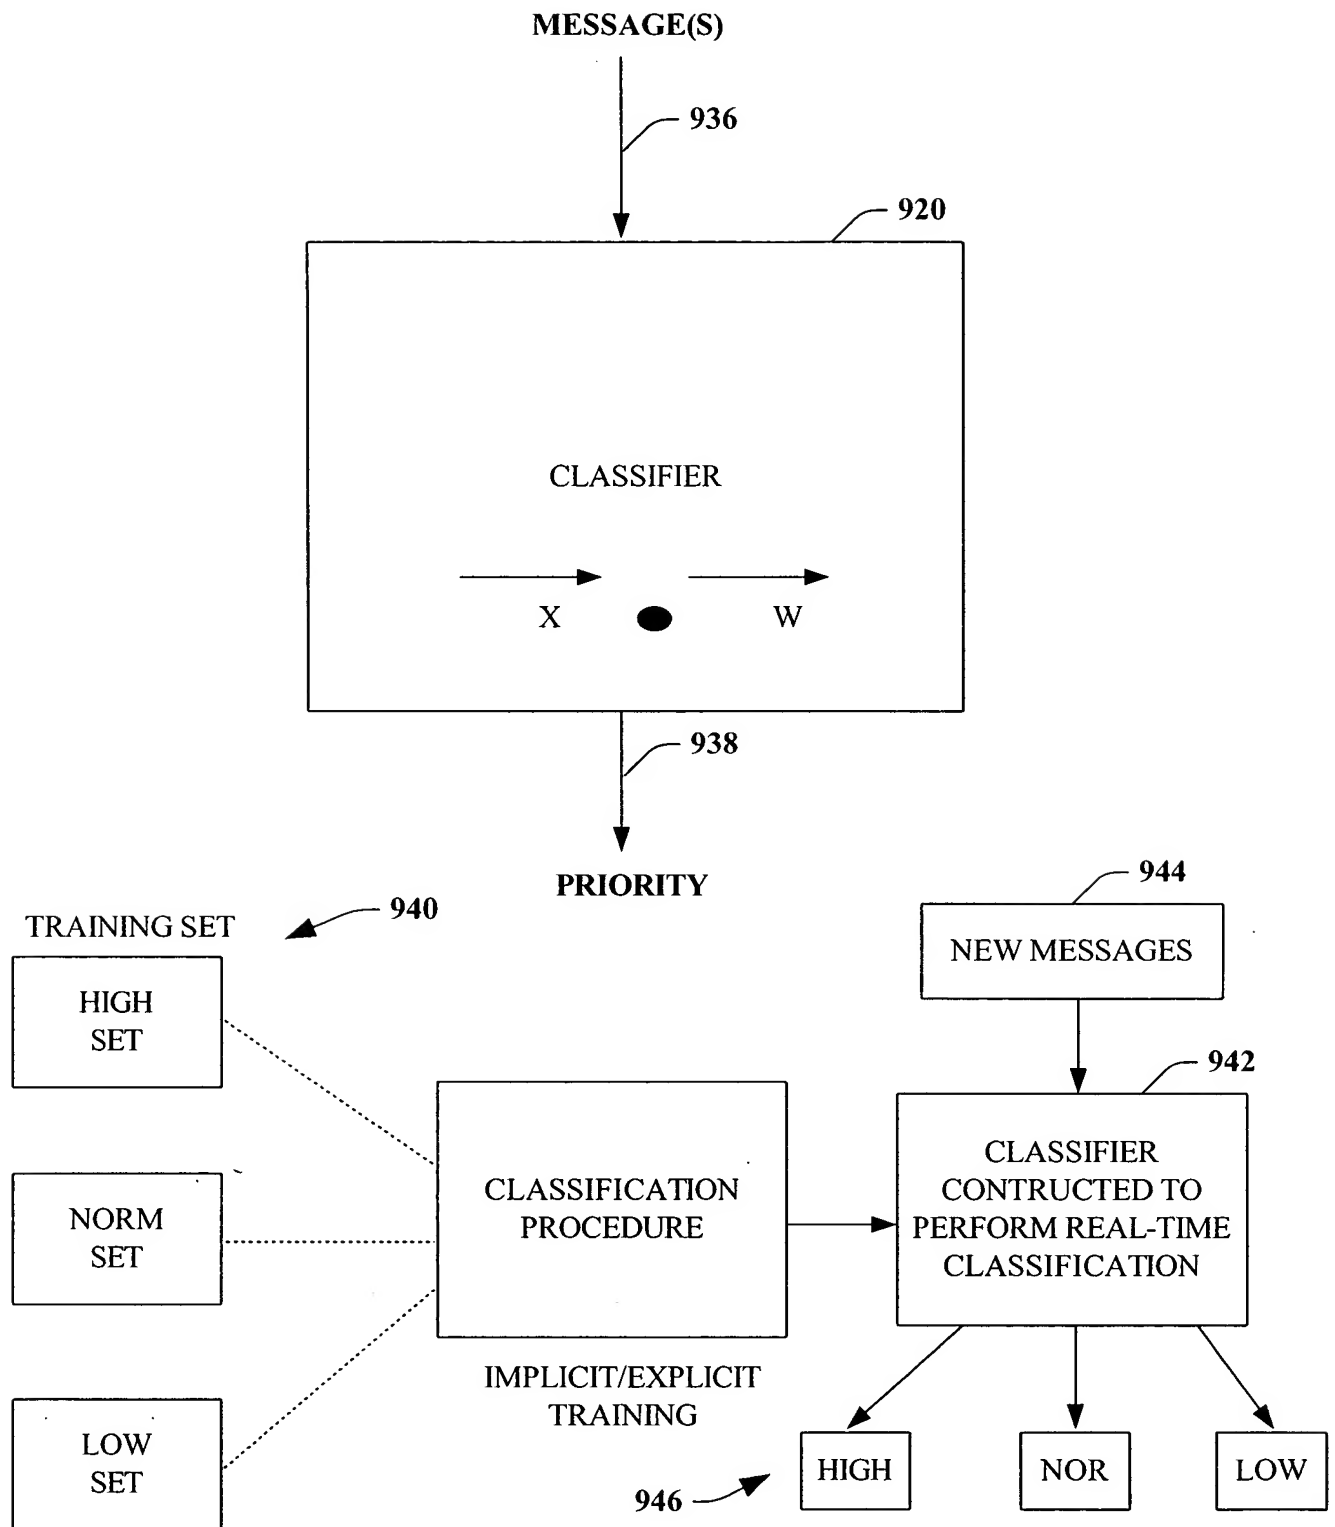 MESSAGE(S)
936
920
CLASSIFIER
X
W
938
PRIORITY
944
940
TRAINING SET
NEW MESSAGES
HIGH
SET
942
CLASSIFIER
CONTRUCTED TO
PERFORM REAL-TIME
CLASSIFICATION
CLASSIFICATION
PROCEDURE
NORM
SET
IMPLICIT/EXPLICIT
TRAINING
LOW
SET
HIGH
NOR
LOW
946